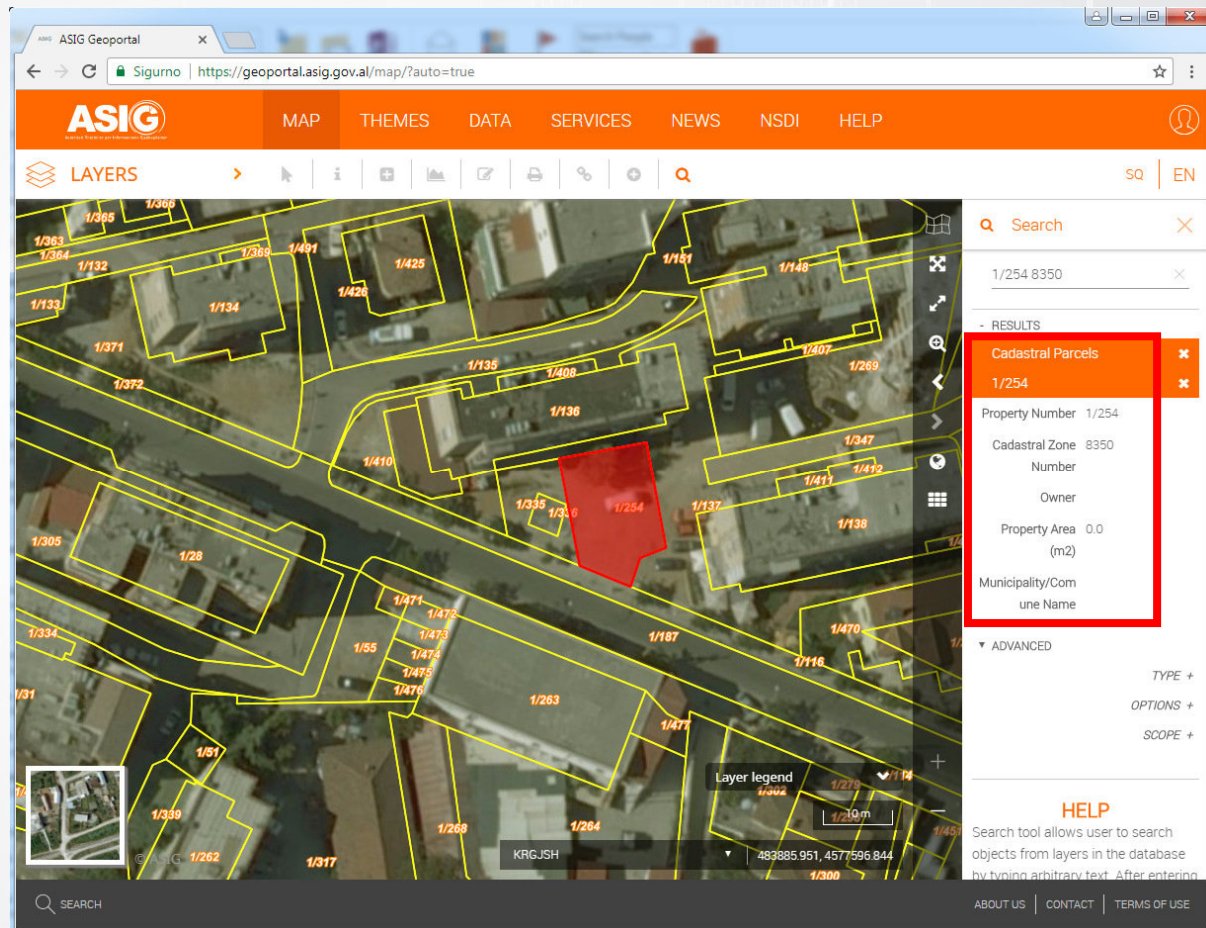 ASIG Geoportal
Sigurno https://geoportal.asig.gov.al/map/?auto=true
ASIG
MAP THEMES DATA SERVICES NEWS NSDI HELP
LAYERS
SQ EN
1/366
1/365
1/363
1/364
1/132
1/369
1/491
1/425
1/426
1/151
1/148
1/133
1/134
1/371
1/372
1/135
1/408
1/407
1/269
1/136
1/410
1/347
1/412
1/411
1/335
1/336
1/254
1/137
1/138
1/305
1/28
1/471
1/472
1/473
1/474
1/475
1/476
1/55
1/334
1/187
1/470
1/116
1/31
1/263
1/477
1/51
1/339
1/262
1/268
1/264
1/317
1/302
1/300
Layer legend
10 m
© ASIG
KRGJSH
483885.951, 4577596.844
Search
1/254 8350
- RESULTS
Cadastral Parcels
1/254
Property Number 1/254
Cadastral Zone 8350
Number
Owner
Property Area 0.0
(m2)
Municipality/Com
une Name
ADVANCED
TYPE +
OPTIONS +
SCOPE +
HELP
Search tool allows user to search
objects from layers in the database
by typing arbitrary text. After entering
SEARCH
ABOUT US CONTACT TERMS OF USE